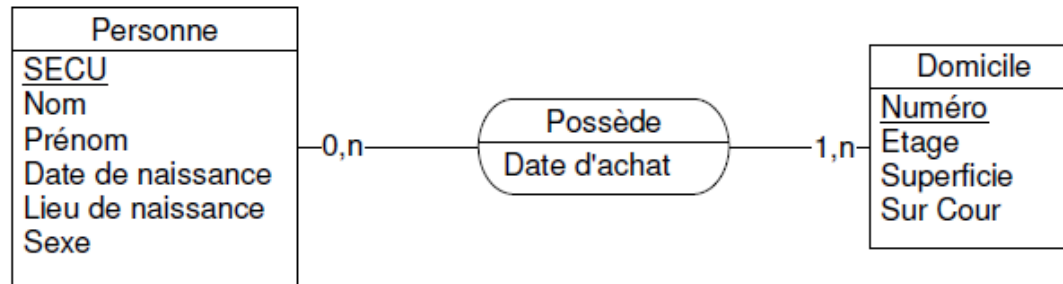 Personne
SECU
Nom
Prénom
Date de naissance
Lieu de naissance
Sexe
0,n
Possède
Date d'achat
1,n
Domicile
Numéro
Etage
Superficie
Sur Cour